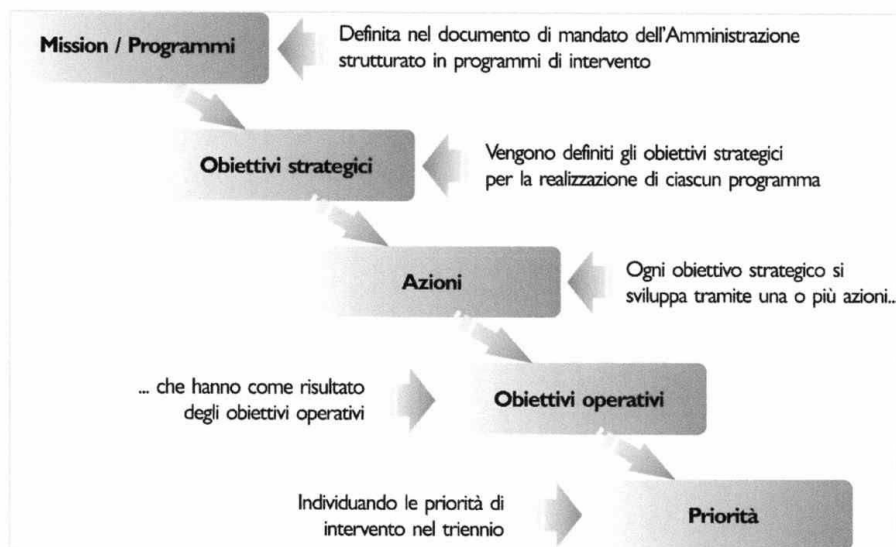 Mission / Programmi
Definita nel documento di mandato dell'Amministrazione
strutturato in programmi di intervento
Obiettivi strategici
Vengono definiti gli obiettivi strategici
per la realizzazione di ciascun programma
Azioni
Ogni obiettivo strategico si
sviluppa tramite una o più azioni...
... che hanno come risultato
degli obiettivi operativi
Obiettivi operativi
Individuando le priorità di
intervento nel triennio
Priorità